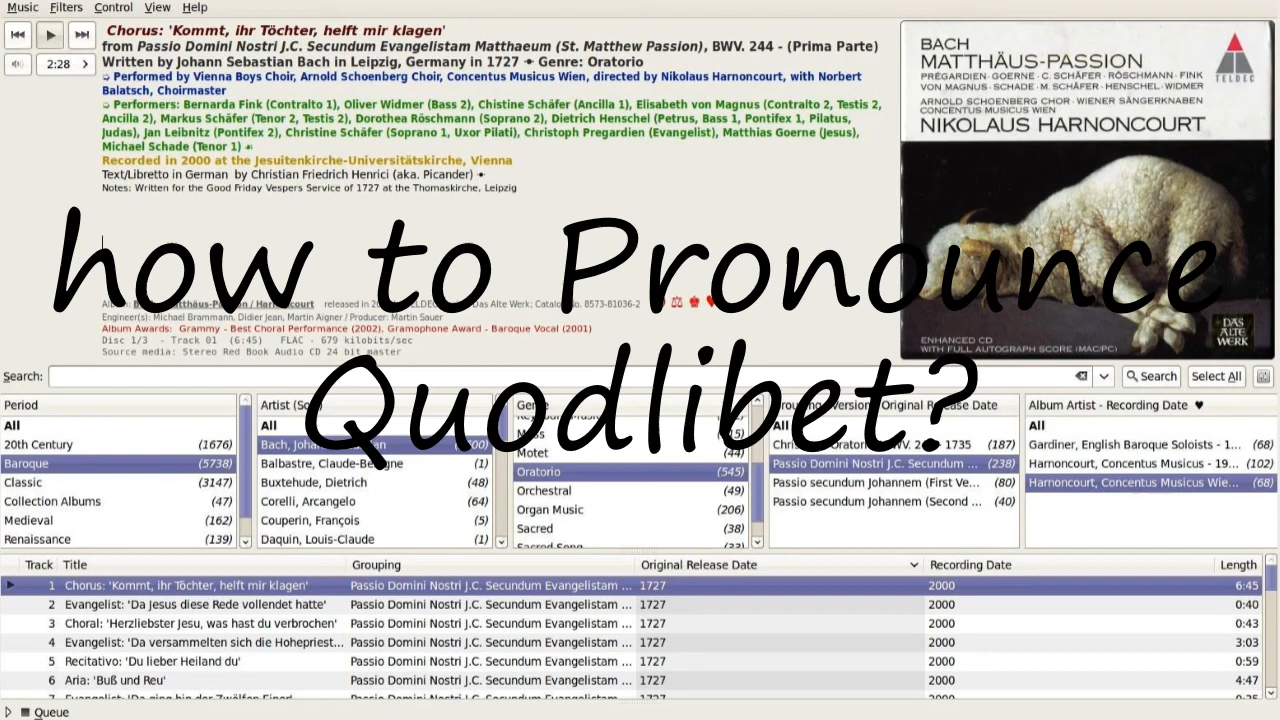 Music Filters Control View Help
Chorus: 'Kommt, ihr Töchter, helft mir klagen'
from Passio Domini Nostri J.C. Secundum Evangelistam Matthaeum (St. Matthew Passion), BWV. 244 - (Prima Parte)
Written by Johann Sebastian Bach in Leipzig, Germany in 1727 Genre: Oratorio
2:28
Performed by Vienna Boys Choir, Arnold Schoenberg Choir, Concentus Musicus Wien, directed by Nikolaus Harnoncourt, with Norbert
Balatsch, Choirmaster
Performers: Bernarda Fink (Contralto 1), Oliver Widmer (Bass 2), Chistine Schäfer (Ancilla 1), Elisabeth von Magnus (Contralto 2, Testis 2,
Ancilla 2), Markus Schäfer (Tenor 2, Testis 2), Dorothea Röschmann (Soprano 2), Dietrich Henschel (Petrus, Bass 1, Pontifex 1, Pilatus,
Judas), Jan Leibnitz (Pontifex 2), Christine Schäfer (Soprano 1, Uxor Pilati), Christoph Pregardien (Evangelist), Matthias Goerne (Jesus),
Michael Schade (Tenor 1)
Recorded in 2000 at the Jesuitenkirche-Universitätskirche, Vienna
Text/Libretto in German by Christian Friedrich Henrici (aka. Picander)
Notes: Written for the Good Friday Vespers Service of 1727 at the Thomaskirche, Leipzig
BACH
MATTHÄUS-PASSION
PRÉGARDIEN · GOERNE · C. SCHÄFER · RÖSCHMANN · FINK
VON MAGNUS · SCHADE · M. SCHÄFER · HENSCHEL · WIDMER
TELDEC
ARNOLD SCHOENBERG CHOR · WIENER SÄNGERKNABEN
CONCENTUS MUSICUS WIEN
NIKOLAUS HARNONCOURT
how to Pronounce
Quodlibet?
released in Das Alte Werk; 8573-81036-2
Engineer(s): Michael Brammann, Didier Jean, Martin Aigner / Producer: Martin Sauer
Album Awards: Grammy - Best Choral Performance (2002), Gramophone Award - Baroque Vocal (2001)
Disc 1/3 - Track 01 (6:45) FLAC - 679 kilobits/sec
Source media: Stereo Red Book Audio CD 24 bit master
DAS
ALTE
WERK
ENHANCED CD
WITH FULL AUTOGRAPH SCORE (MAC/PC)
Search: Search Select All
Period Original Release Date Album Artist - Recording Date ♥
All All All
20th Century (1676) 1735 (187) Gardiner, English Baroque Soloists - 1... (68)
Baroque (5738) Bach, Motet (44) Passio Domini Nostri J.C. Secundum ... (238) Harnoncourt, Concentus Musicus - 19... (102)
Classic (3147) Balbastre, (1) Oratorio (545) Passio secundum Johannem (First Ve... (80) Harnoncourt, Concentus Musicus Wie... (68)
Collection Albums (47) Buxtehude, Dietrich (48) Orchestral (49) Passio secundum Johannem (Second ... (40)
Medieval (162) Corelli, Arcangelo (64) Organ Music (206)
Renaissance (139) Couperin, François (5) Sacred (38)
Daquin, Louis-Claude (1)
Track Title Grouping Original Release Date Recording Date Length
1 Chorus: 'Kommt, ihr Töchter, helft mir klagen' Passio Domini Nostri J.C. Secundum Evangelistam ... 1727 2000 6:45
2 Evangelist: 'Da Jesus diese Rede vollendet hatte' Passio Domini Nostri J.C. Secundum Evangelistam ... 1727 2000 0:40
3 Choral: 'Herzliebster Jesu, was hast du verbrochen' Passio Domini Nostri J.C. Secundum Evangelistam ... 1727 2000 0:43
4 Evangelist: 'Da versammelten sich die Hohepriest... Passio Domini Nostri J.C. Secundum Evangelistam ... 1727 2000 3:03
5 Recitativo: 'Du lieber Heiland du' Passio Domini Nostri J.C. Secundum Evangelistam ... 1727 2000 0:59
6 Aria: 'Buß und Reu' Passio Domini Nostri J.C. Secundum Evangelistam ... 1727 2000 4:47
Queue